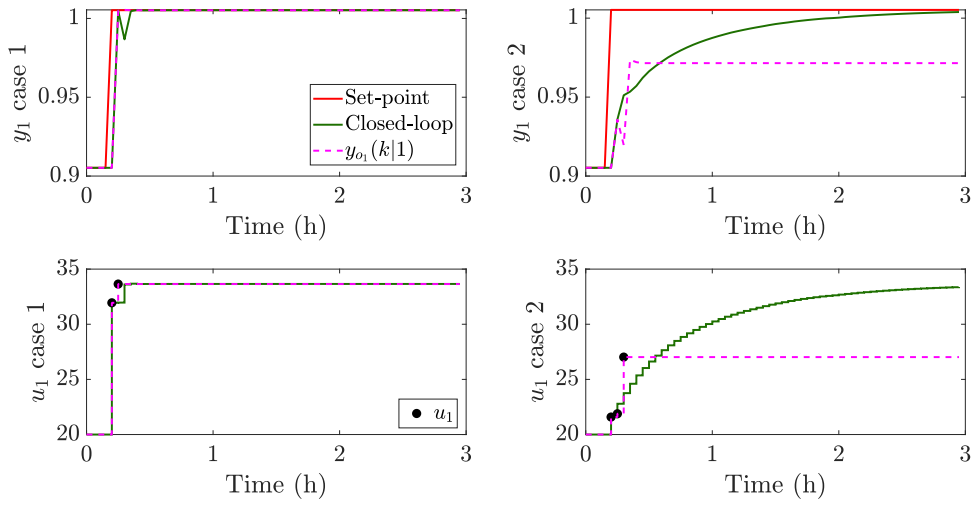 y₁ case 1
1
0.95
0.9
0 1 2 3
Time (h)
Set-point
Closed-loop
y_{o₁}(k|1)
y₁ case 2
1
0.95
0.9
0 1 2 3
Time (h)
u₁ case 1
35
30
25
20
0 1 2 3
Time (h)
u₁
u₁ case 2
35
30
25
20
0 1 2 3
Time (h)